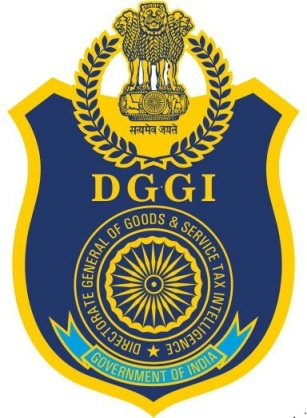 सत्यमेव जयते
DGGI
DIRECTORATE GENERAL OF GOODS & SERVICE TAX INTELLIGENCE
GOVERNMENT OF INDIA